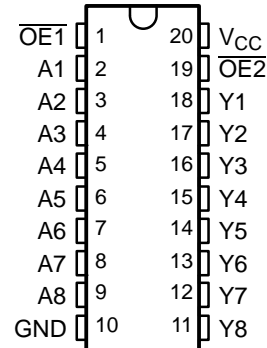 OE1 1 20 VCC
A1 2 19 OE2
A2 3 18 Y1
A3 4 17 Y2
A4 5 16 Y3
A5 6 15 Y4
A6 7 14 Y5
A7 8 13 Y6
A8 9 12 Y7
GND 10 11 Y8